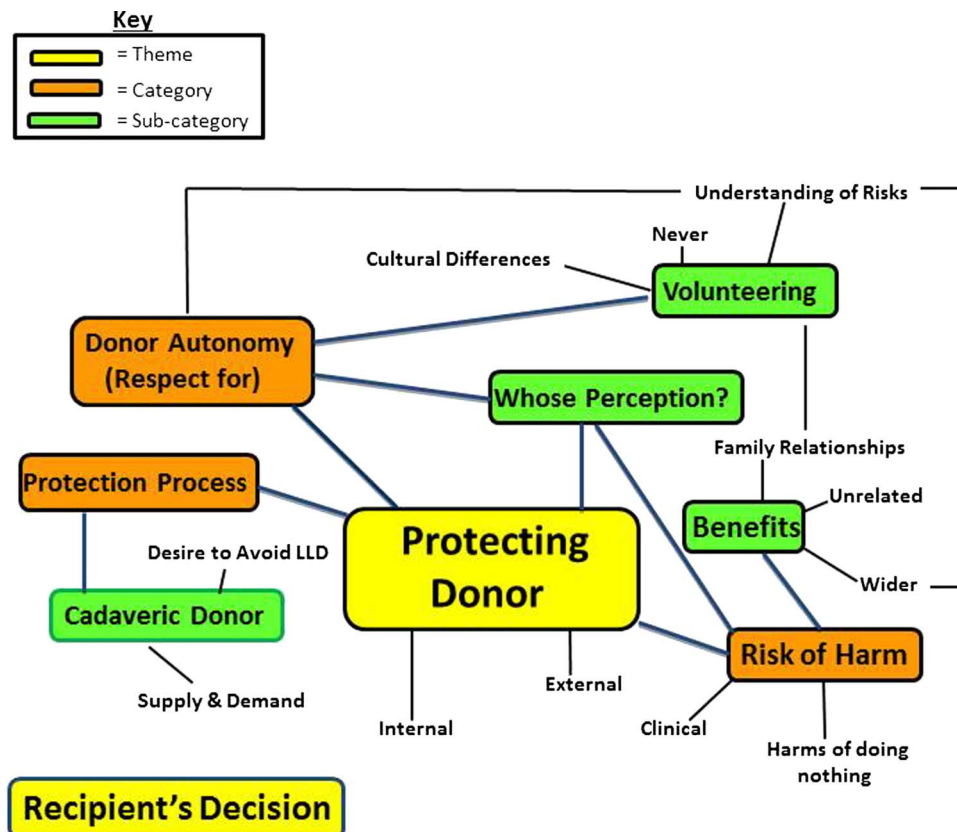 Key
= Theme
= Category
= Sub-category
Understanding of Risks
Never
Cultural Differences
Volunteering
Donor Autonomy
(Respect for)
Whose Perception?
Family Relationships
Protection Process
Unrelated
Benefits
Protecting
Donor
Desire to Avoid LLD
Wider
Cadaveric Donor
Risk of Harm
External
Supply & Demand
Internal
Clinical
Harms of doing
nothing
Recipient's Decision